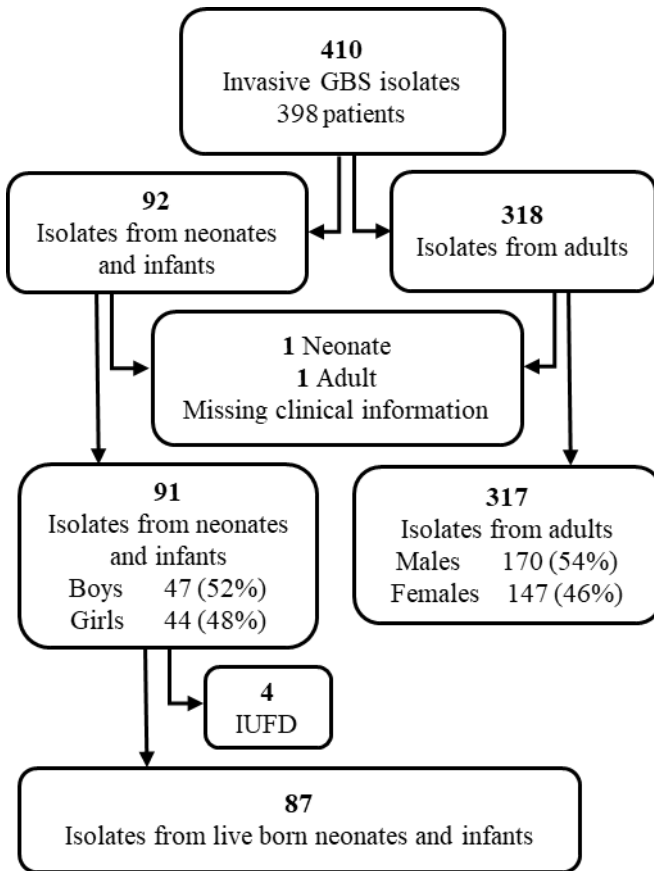 410
Invasive GBS isolates
398 patients
92
Isolates from neonates
and infants
318
Isolates from adults
1 Neonate
1 Adult
Missing clinical information
91
Isolates from neonates
and infants
Boys 47 (52%)
Girls 44 (48%)
317
Isolates from adults
Males 170 (54%)
Females 147 (46%)
4
IUFD
87
Isolates from live born neonates and infants